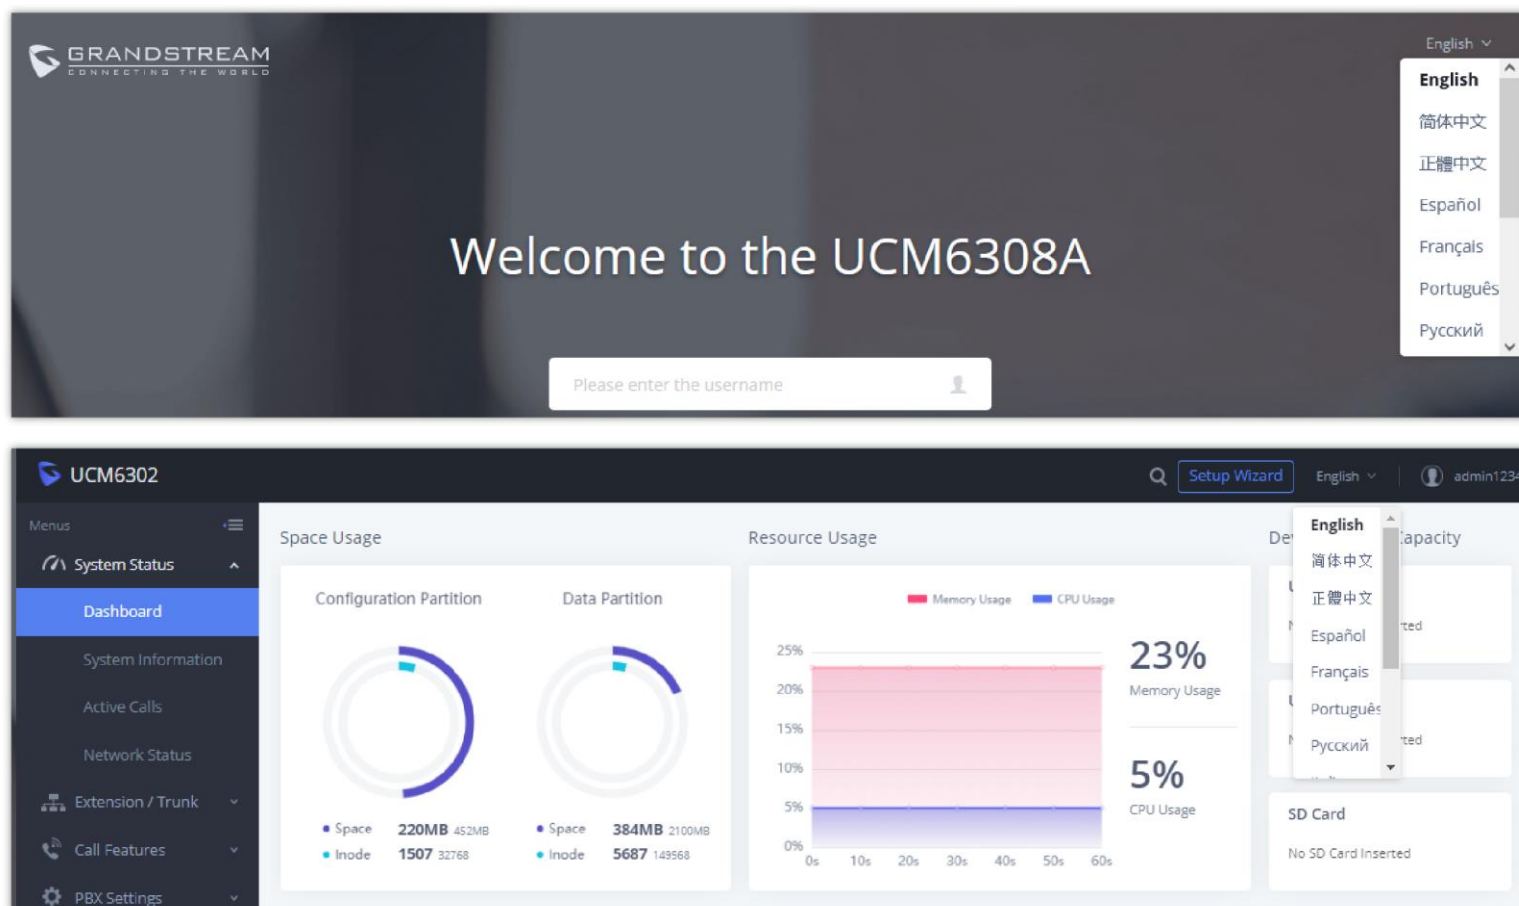 GRANDSTREAM
CONNECTING THE WORLD
English
English
简体中文
正體中文
Español
Français
Português
Русский
Welcome to the UCM6308A
Please enter the username
UCM6302
Setup Wizard
English
admin1234
Menus
System Status
Dashboard
System Information
Active Calls
Network Status
Extension / Trunk
Call Features
PBX Settings
Space Usage
Configuration Partition
Data Partition
Space 220MB 452MB
Inode 1507 32768
Space 384MB 2100MB
Inode 5687 149568
Resource Usage
Memory Usage CPU Usage
25%
20%
15%
10%
5%
0%
0s 10s 20s 30s 40s 50s 60s
23%
Memory Usage
5%
CPU Usage
English
简体中文
正體中文
Español
Français
Português
Русский
SD Card
No SD Card Inserted